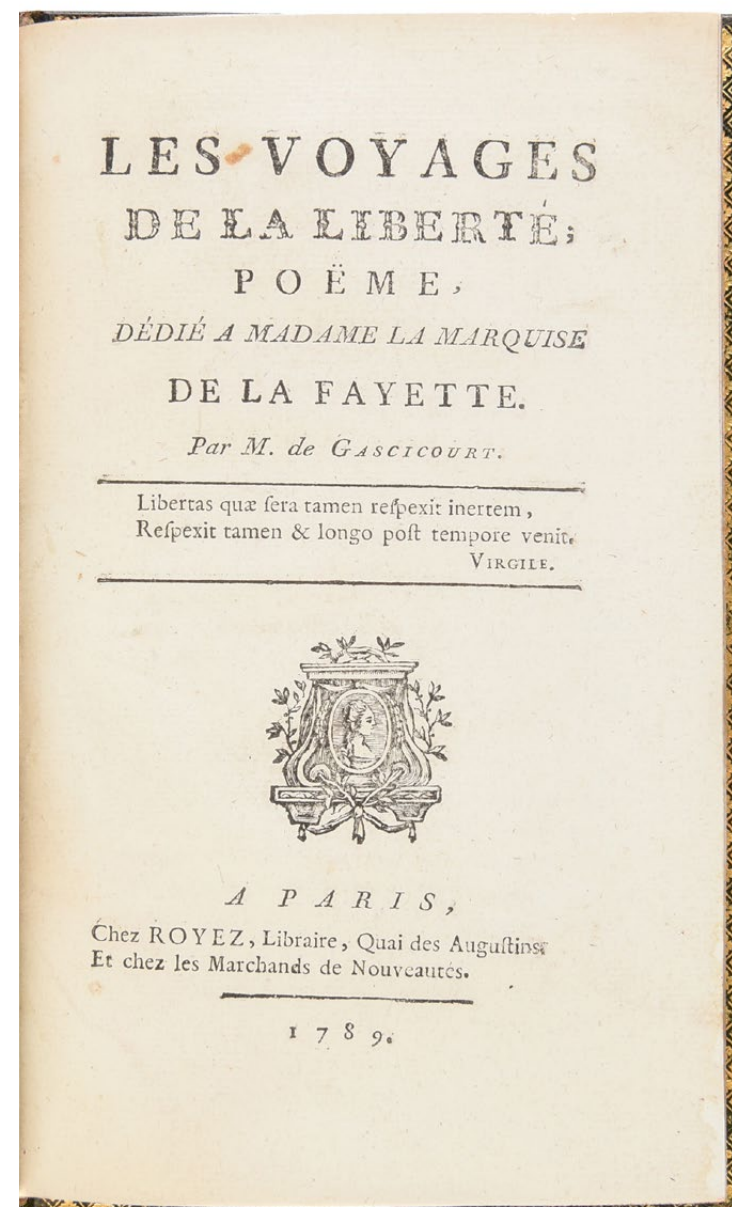 LES VOYAGES
DE LA LIBERTÉ;
POËME,
DÉDIÉ A MADAME LA MARQUISE
DE LA FAYETTE.
Par M. de GASCICOURT.
Libertas quæ ſera tamen reſpexit inertem,
Reſpexit tamen & longo poſt tempore venit.
VIRGILE.
A PARIS,
Chez ROYEZ, Libraire, Quai des Auguſtins.
Et chez les Marchands de Nouveautés.
1789.